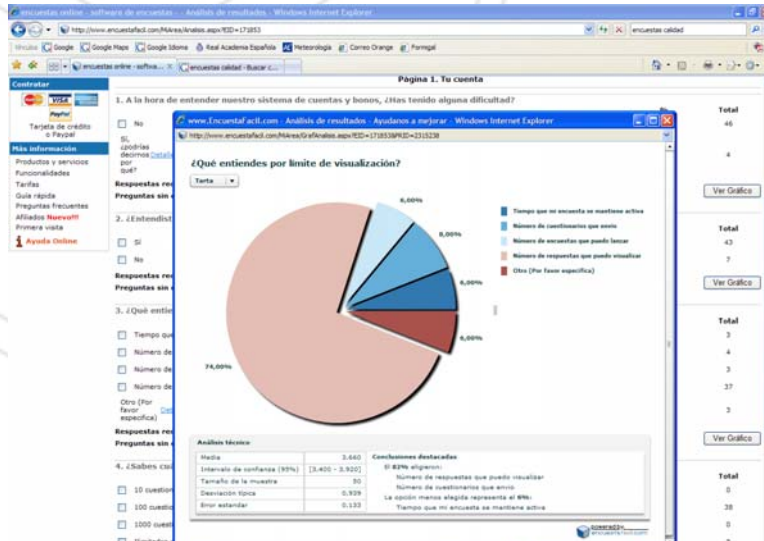 encuestas online - software de encuestas - - Análisis de resultados - Windows Internet Explorer
http://www.encuestafacil.com/MiArea/Analisis.aspx?EID=171853
encuestas calidad
Vínculos Google Google Maps Google Idioma Real Academia Española Meteorología Correo Orange Formigal
encuestas online - softwa... encuestas calidad - Buscar c...
Contratar
VISA
PayPal
Tarjeta de crédito
o Paypal
Más información
Productos y servicios
Funcionalidades
Tarifas
Guía rápida
Preguntas frecuentes
Afiliados Nuevo!!!
Primera visita
Ayuda Online
Página 1. Tu cuenta
1. A la hora de entender nuestro sistema de cuentas y bonos, ¿Has tenido alguna dificultad?
Total
No
46
Sí,
¿podrías
decirnos
por
qué?
4
Respuestas
Preguntas sin
Ver Gráfico
2. ¿Entendist
Total
Sí
43
No
7
Respuestas
Preguntas sin
Ver Gráfico
3. ¿Qué entie
Total
Tiempo que
3
Número de
4
Número de
3
Número de
37
Otro (Por
favor
especifica)
3
Respuestas
Preguntas sin
Ver Gráfico
4. ¿Sabes
Total
10 cuestion
0
100 cuestion
38
1000 cuesti
0
www.EncuestaFacil.com - Análisis de resultados - Ayudanos a mejorar - Windows Internet Explorer
http://www.encuestafacil.com/MiArea/GrafAnalisis.aspx?EID=171853&PRID=2315238
¿Qué entiendes por límite de visualización?
Tarta
6,00%
8,00%
6,00%
6,00%
74,00%
Tiempo que mi encuesta se mantiene activa
Número de cuestionarios que envío
Número de encuestas que puedo lanzar
Número de respuestas que puedo visualizar
Otro (Por favor especifica)
Análisis técnico
Media 3.660
Intervalo de confianza (95%) [3.400 - 3.920]
Tamaño de la muestra 50
Desviación típica 0.939
Error estandar 0.133
Conclusiones destacadas
El 82% eligieron:
Número de respuestas que puedo visualizar
Número de cuestionarios que envío
La opción menos elegida representa el 6%:
Tiempo que mi encuesta se mantiene activa
powered by
encuestafacil.com